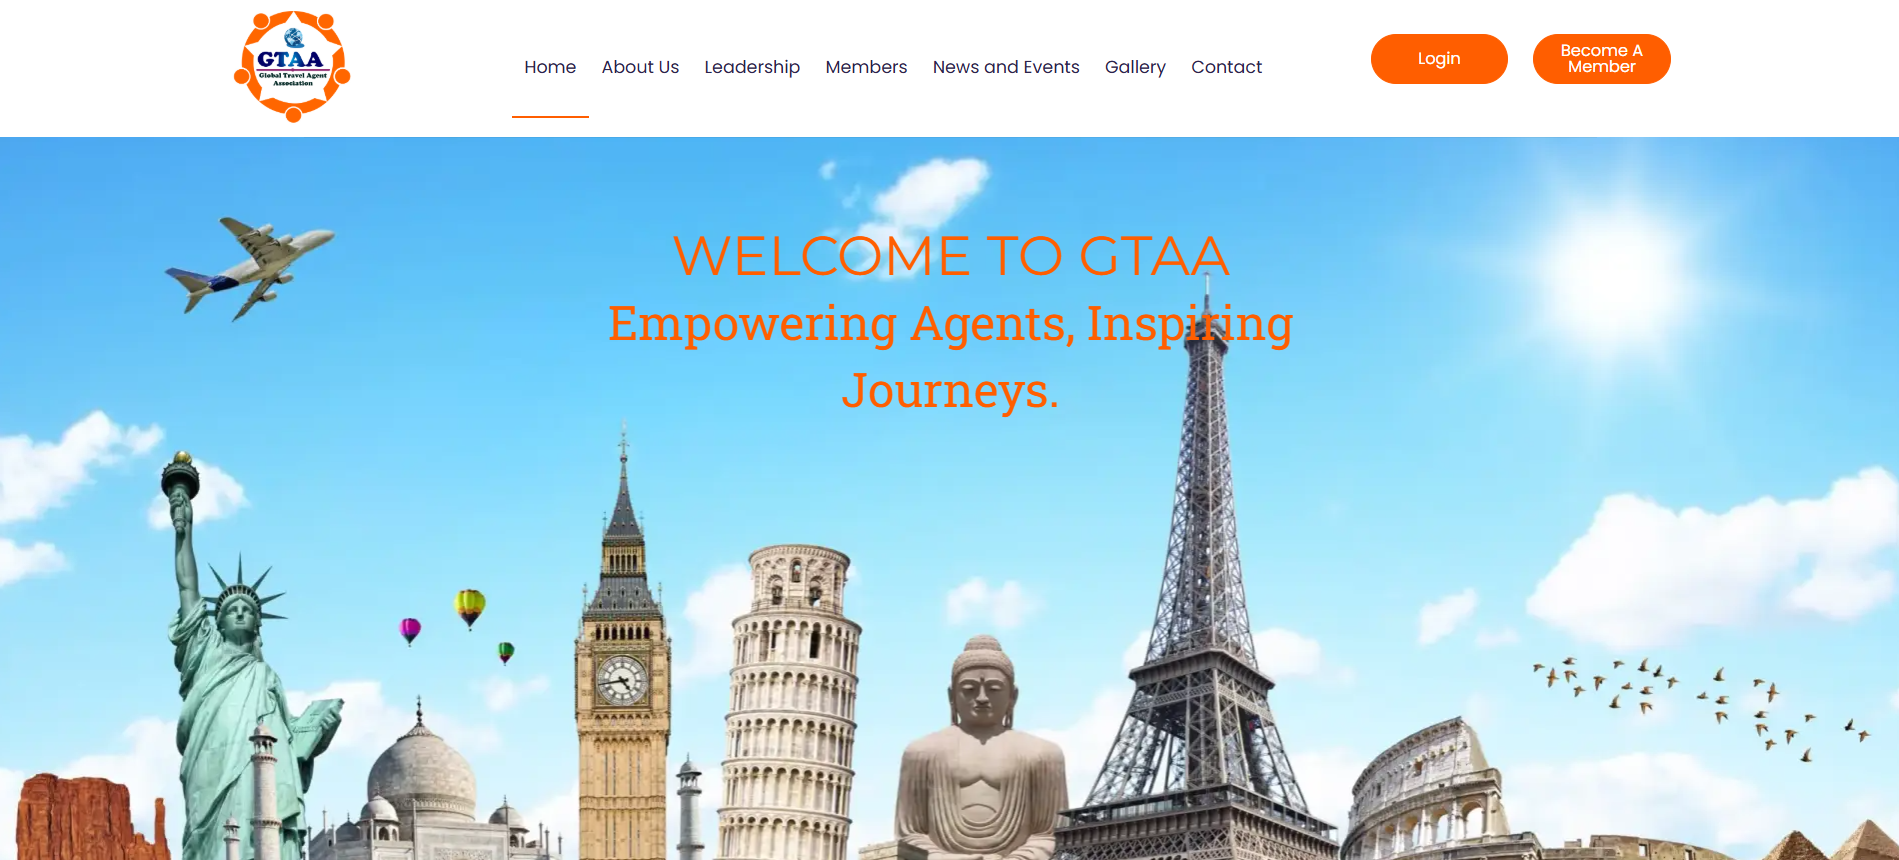 GTAA
Global Travel Agent
Association
Home
About Us
Leadership
Members
News and Events
Gallery
Contact
Login
Become A
Member
WELCOME TO GTAA
Empowering Agents, Inspiring
Journeys.